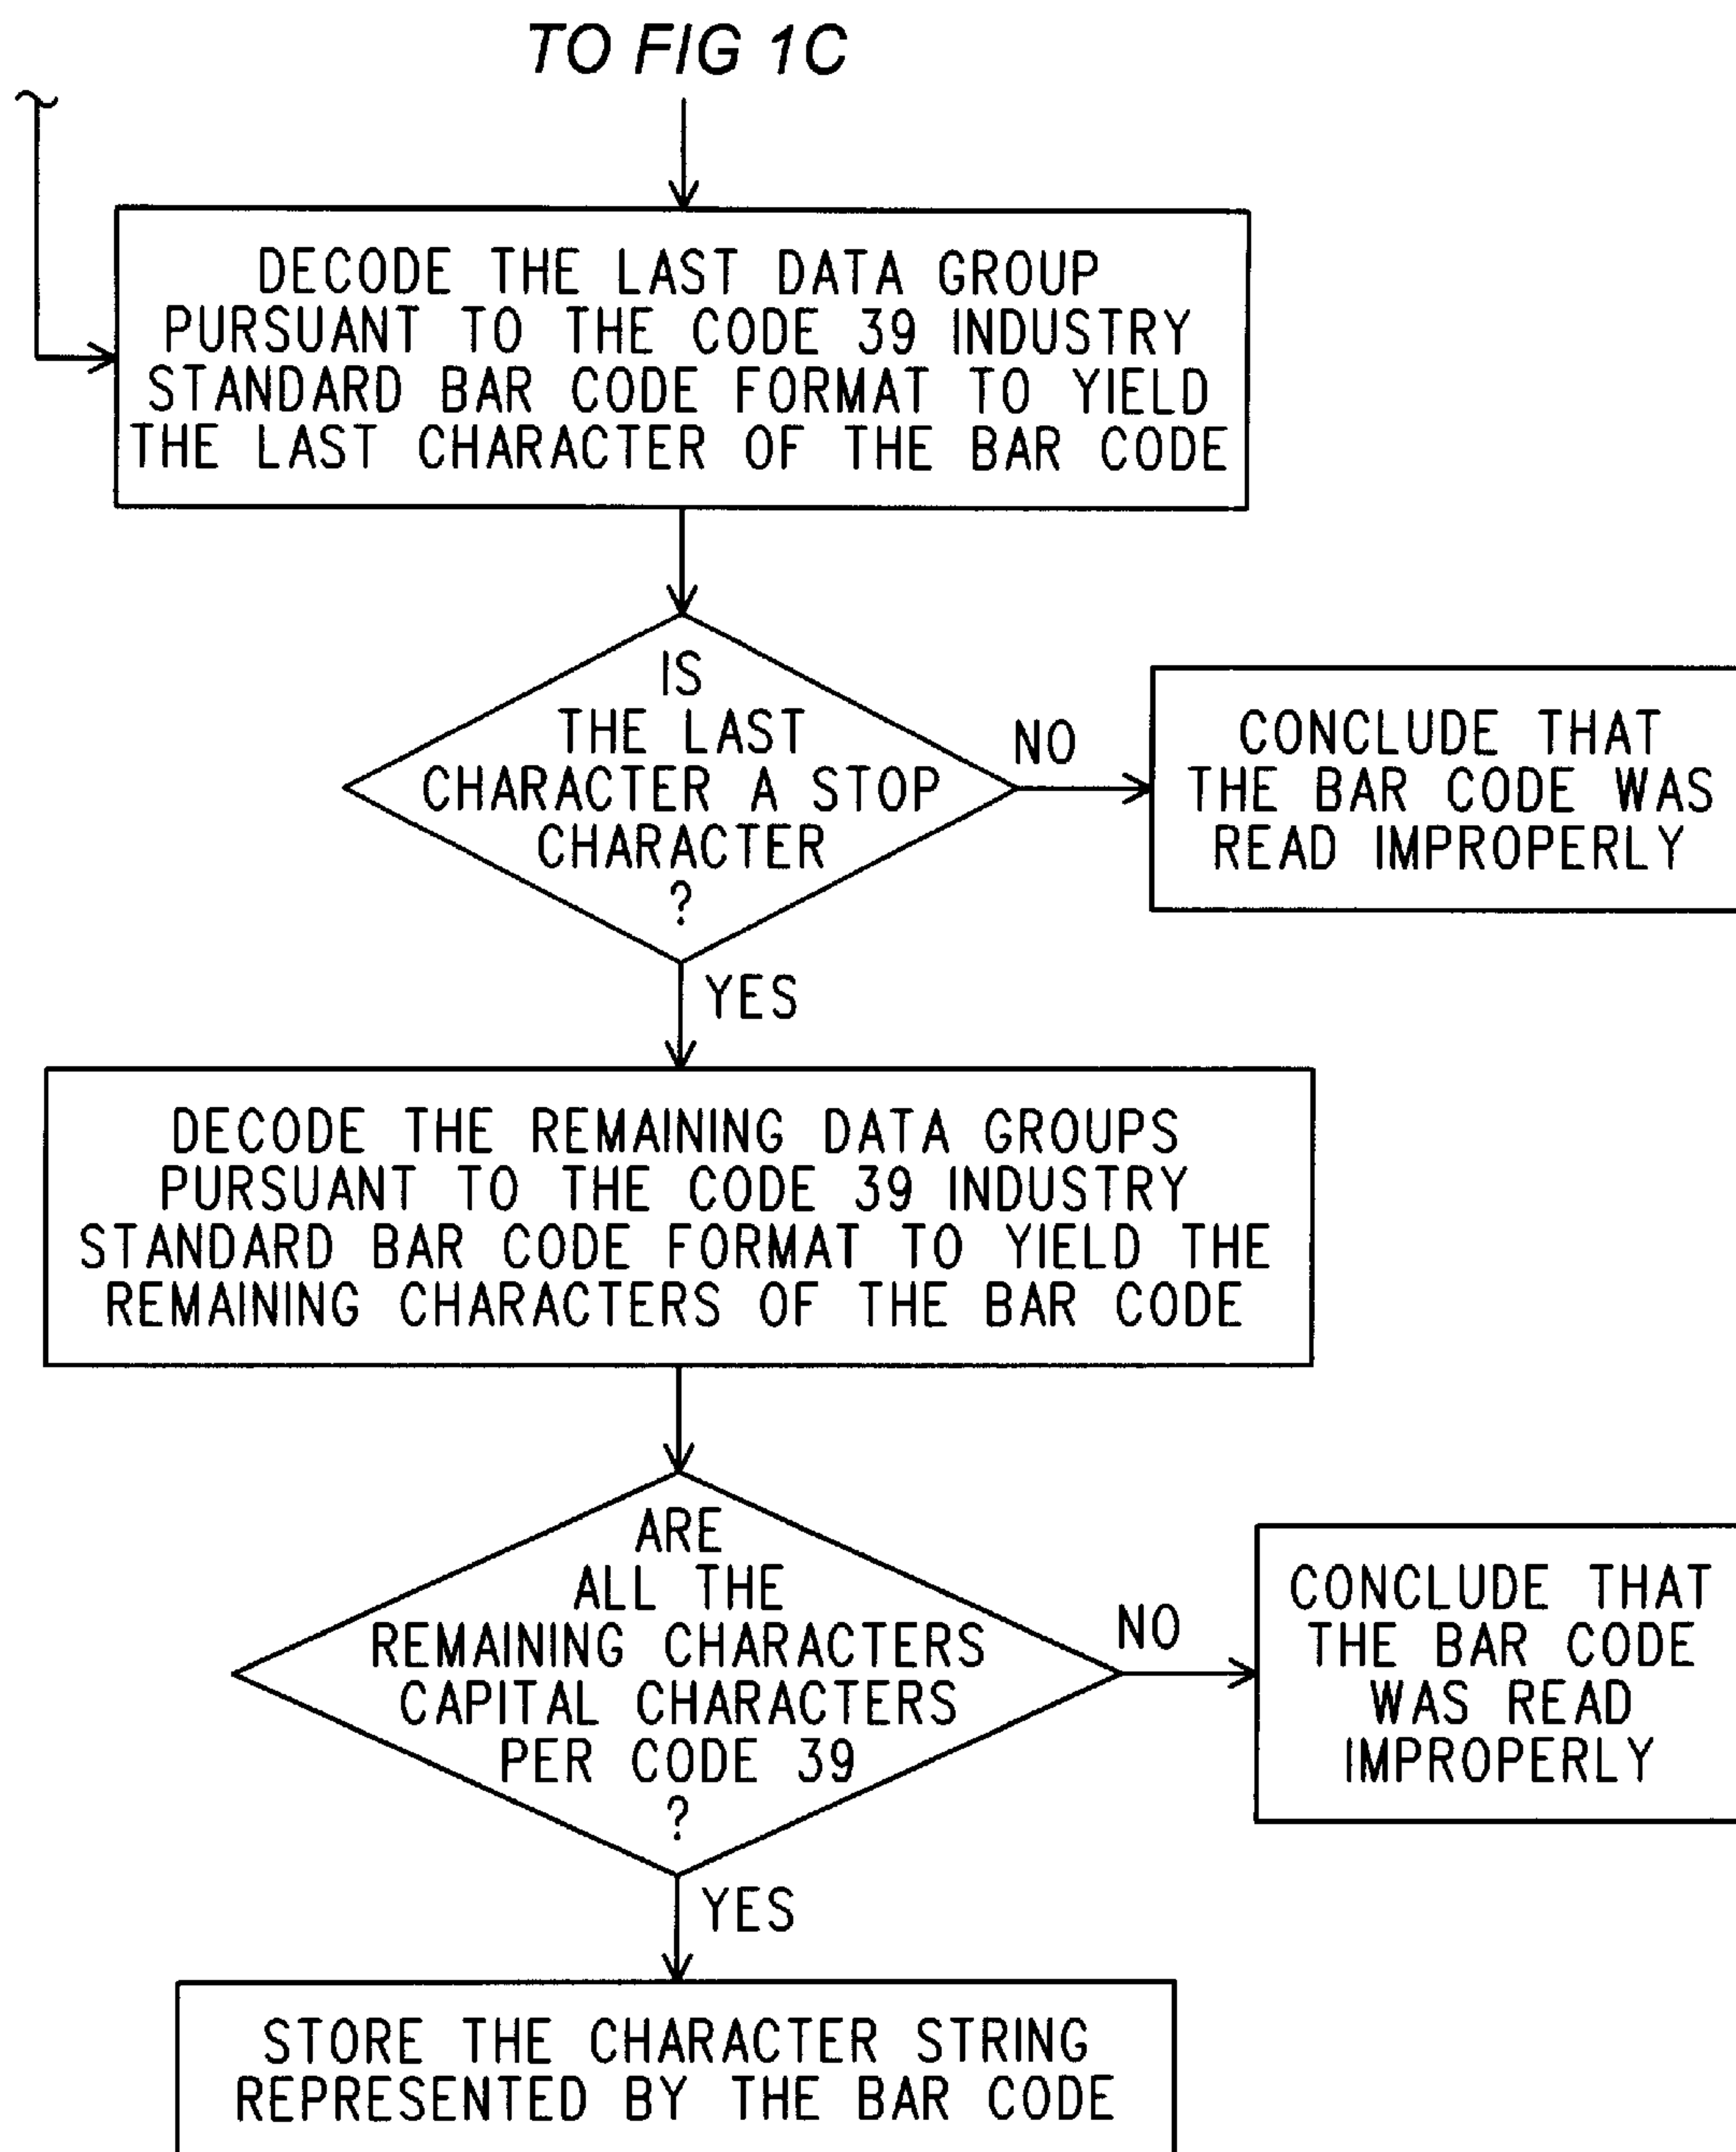 TO FIG 1C
DECODE THE LAST DATA GROUP
PURSUANT TO THE CODE 39 INDUSTRY
STANDARD BAR CODE FORMAT TO YIELD
THE LAST CHARACTER OF THE BAR CODE
IS
THE LAST
CHARACTER A STOP
CHARACTER
?
NO
CONCLUDE THAT
THE BAR CODE WAS
READ IMPROPERLY
YES
DECODE THE REMAINING DATA GROUPS
PURSUANT TO THE CODE 39 INDUSTRY
STANDARD BAR CODE FORMAT TO YIELD THE
REMAINING CHARACTERS OF THE BAR CODE
ARE
ALL THE
REMAINING CHARACTERS
CAPITAL CHARACTERS
PER CODE 39
?
NO
CONCLUDE THAT
THE BAR CODE
WAS READ
IMPROPERLY
YES
STORE THE CHARACTER STRING
REPRESENTED BY THE BAR CODE